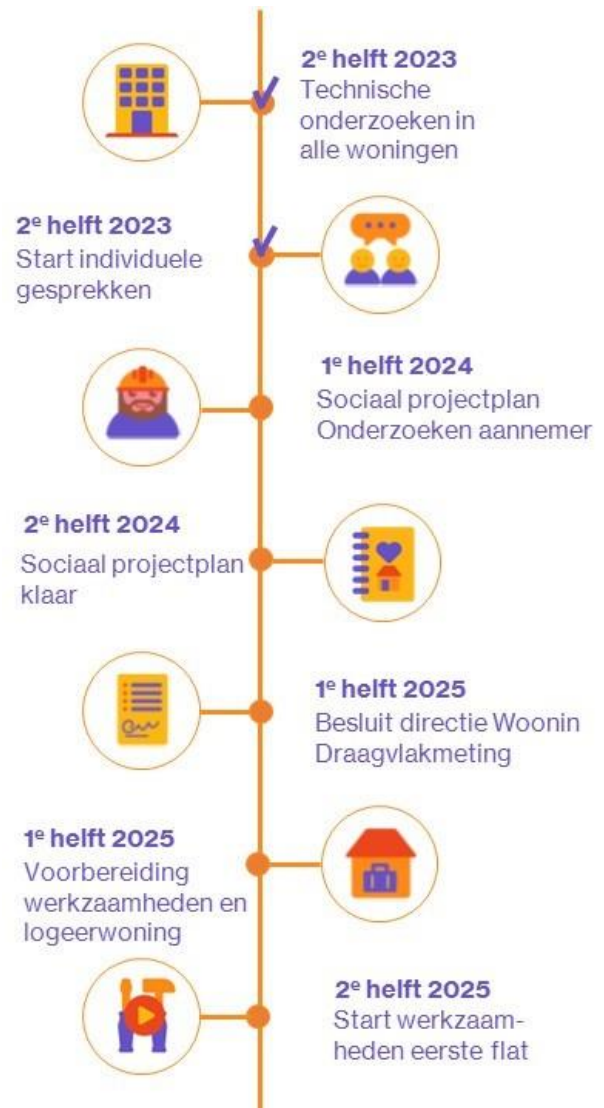 2ᵉ helft 2023
Technische
onderzoeken in
alle woningen
2ᵉ helft 2023
Start individuele
gesprekken
1ᵉ helft 2024
Sociaal projectplan
Onderzoeken aannemer
2ᵉ helft 2024
Sociaal projectplan
klaar
1ᵉ helft 2025
Besluit directie Woonin
Draagvlakmeting
1ᵉ helft 2025
Voorbereiding
werkzaamheden en
logeerwoning
2ᵉ helft 2025
Start werkzaam-
heden eerste flat